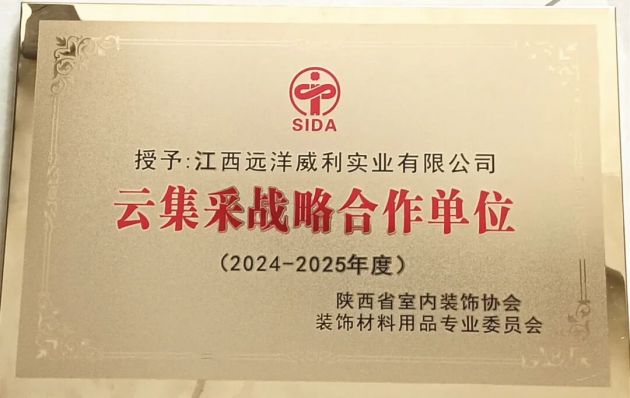 SIDA
授予:江西远洋威利实业有限公司
云集采战略合作单位
(2024-2025年度)
陕西省室内装饰协会
装饰材料用品专业委员会